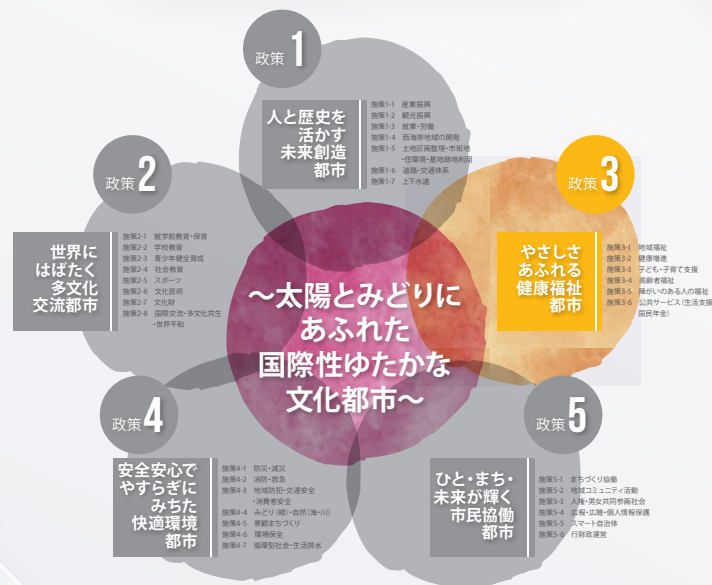 政策1
人と歴史を
活かす
未来創造
都市
施策1-1 産業振興
施策1-2 観光振興
施策1-3 就業・労働
施策1-4 西海岸地域の開発
施策1-5 土地区画整理・市街地
・住環境・基地跡地利用
施策1-6 道路・交通体系
施策1-7 上下水道
政策2
世界に
はばたく
多文化
交流都市
施策2-1 就学前教育・保育
施策2-2 学校教育
施策2-3 青少年健全育成
施策2-4 社会教育
施策2-5 スポーツ
施策2-6 文化芸術
施策2-7 文化財
施策2-8 国際交流・多文化共生
・世界平和
政策3
やさしさ
あふれる
健康福祉
都市
施策3-1 地域福祉
施策3-2 健康増進
施策3-3 子ども・子育て支援
施策3-4 高齢者福祉
施策3-5 障がいのある人の福祉
施策3-6 公共サービス(生活支援
国民年金)
〜太陽とみどりに
あふれた
国際性ゆたかな
文化都市〜
政策4
安全安心で
やすらぎに
みちた
快適環境
都市
施策4-1 防災・減災
施策4-2 消防・救急
施策4-3 地域防犯・交通安全
・消費者安全
施策4-4 みどり(緑)・自然(海・川)
施策4-5 景観まちづくり
施策4-6 環境保全
施策4-7 循環型社会・生活排水
政策5
ひと・まち・
未来が輝く
市民協働
都市
施策5-1 まちづくり協働
施策5-2 地域コミュニティ活動
施策5-3 人権・男女共同参画社会
施策5-4 広報・広聴・個人情報保護
施策5-5 スマート自治体
施策5-6 行財政運営